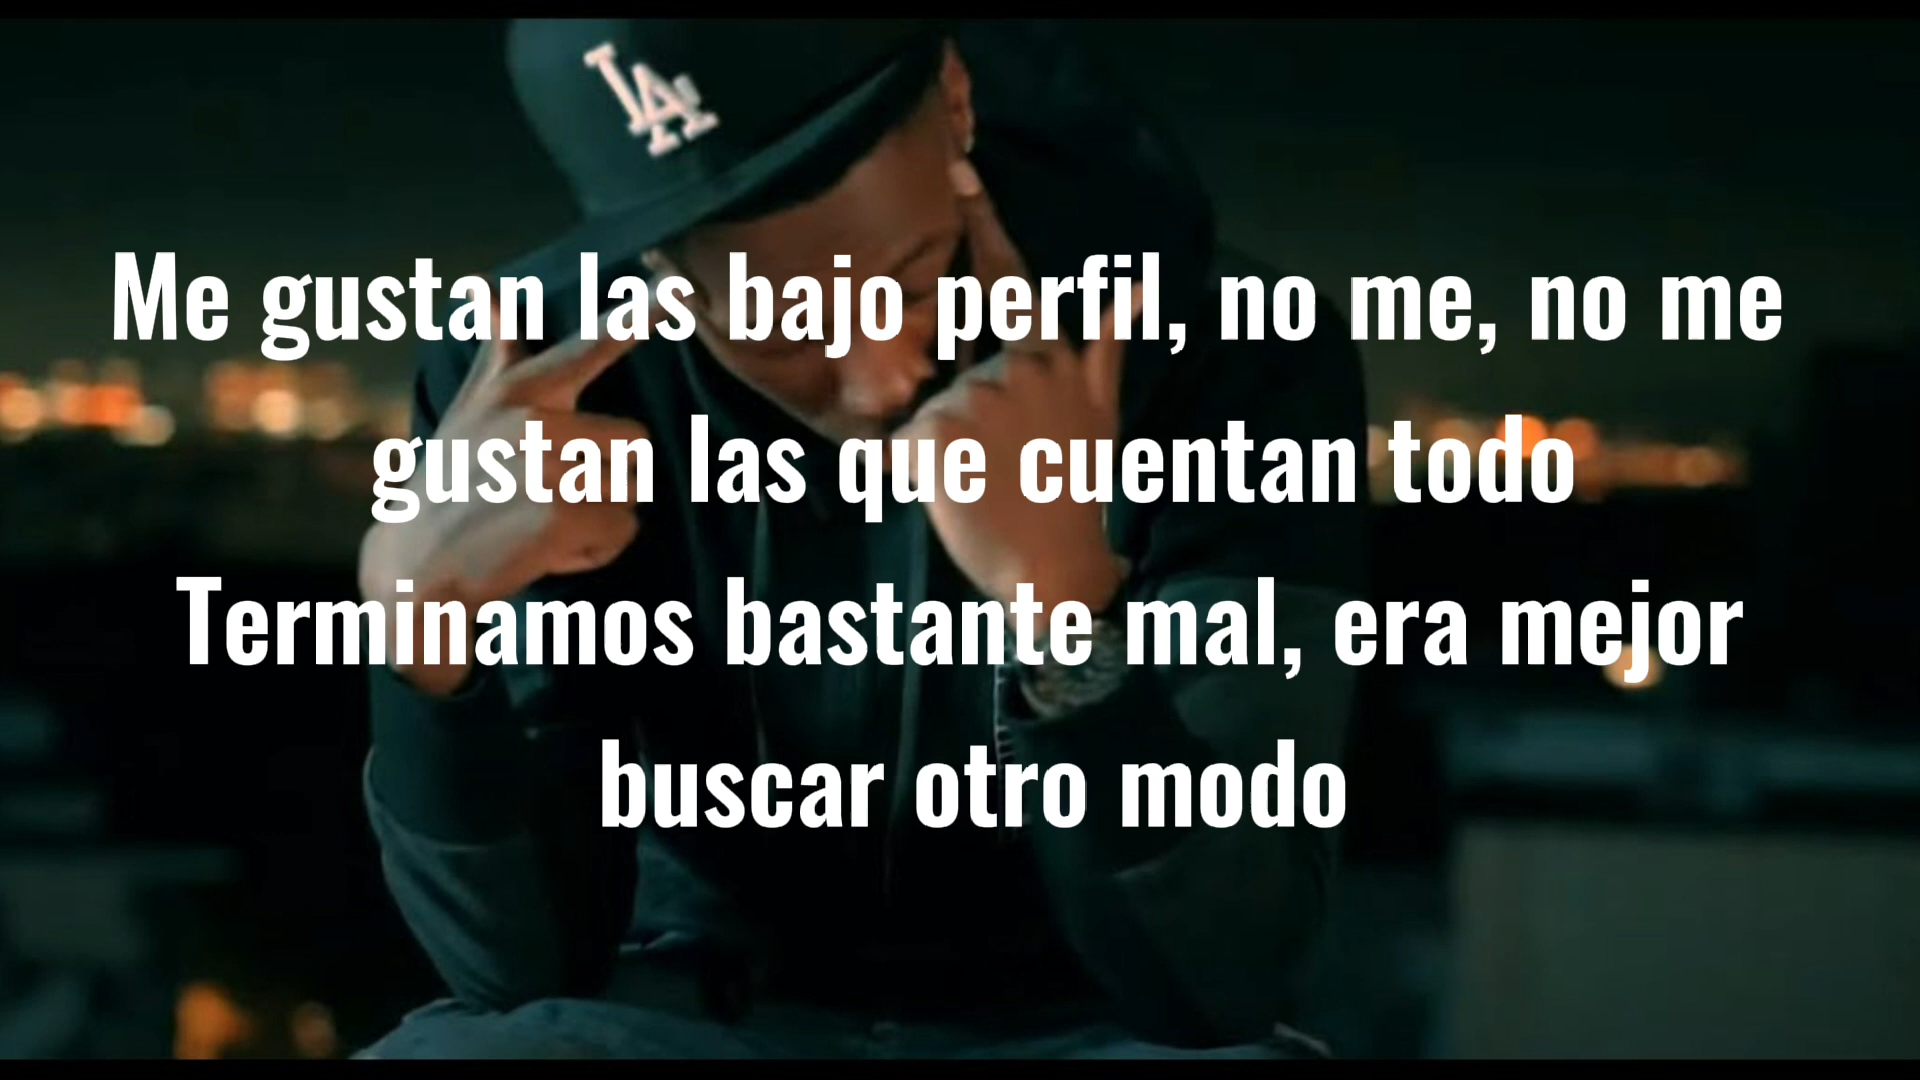 LA
Me gustan las bajo perfil, no me, no me
gustan las que cuentan todo
Terminamos bastante mal, era mejor
buscar otro modo